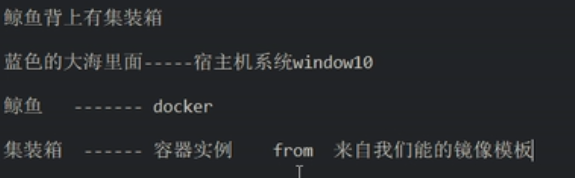 鲸鱼背上有集装箱
蓝色的大海里面-----宿主机系统window10
鲸鱼   ------- docker
集装箱  ------ 容器实例    from  来自我们能的镜像模板